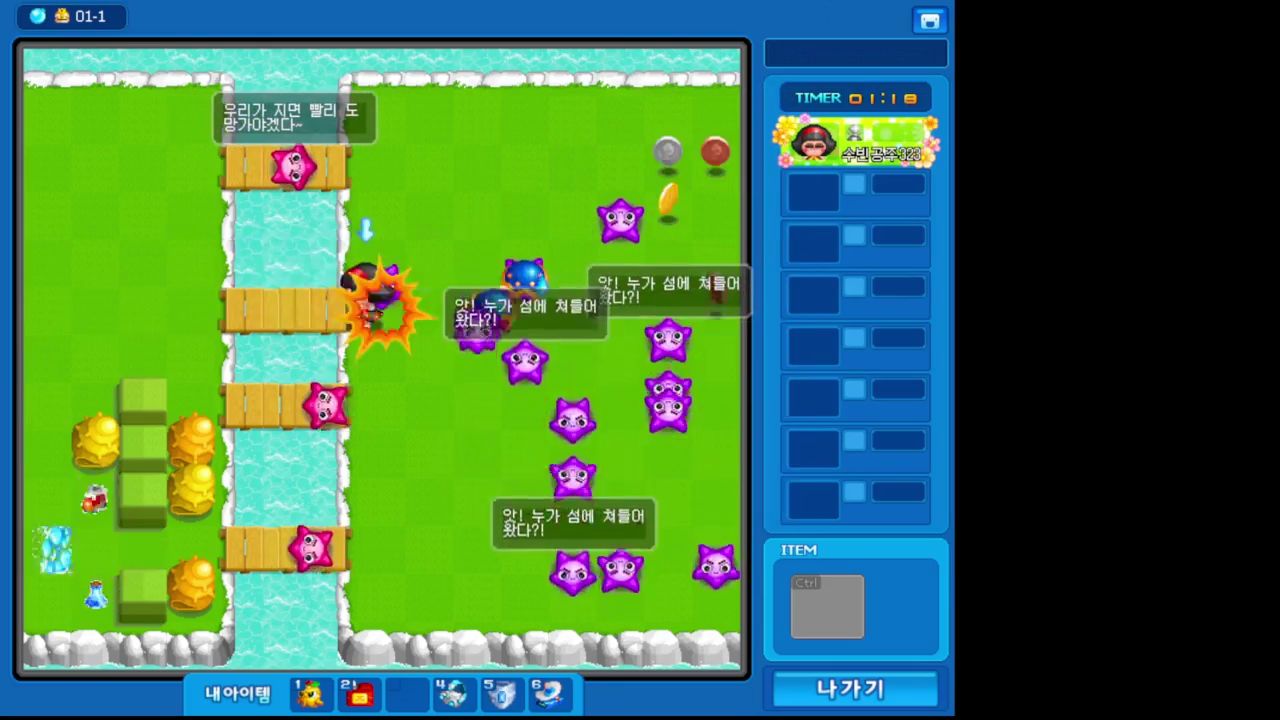 01-1
우리가 지면 빨리 도
망가야겠다~
TIMER 01:18
수빈공주323
앗! 누가 섬에 쳐들어
왔다?!
앗! 누가 섬에 쳐들어
왔다?!
앗! 누가 섬에 쳐들어
왔다?!
ITEM
Ctrl
내아이템
1 2 4 5 6
나가기